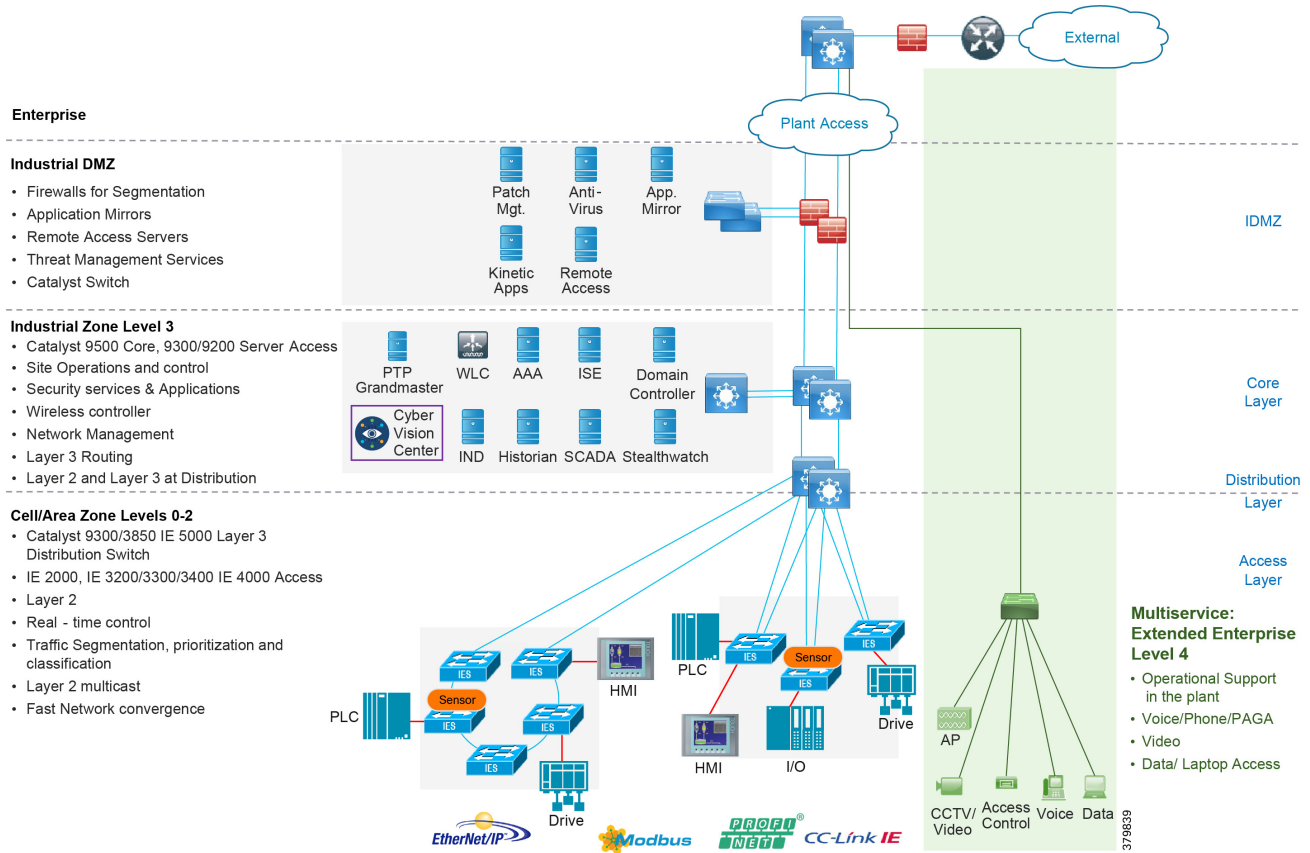 External
Enterprise
Plant Access
Industrial DMZ
• Firewalls for Segmentation
• Application Mirrors
• Remote Access Servers
• Threat Management Services
• Catalyst Switch
Patch
Mgt.
Anti-
Virus
App.
Mirror
Kinetic
Apps
Remote
Access
IDMZ
Industrial Zone Level 3
• Catalyst 9500 Core, 9300/9200 Server Access
• Site Operations and control
• Security services & Applications
• Wireless controller
• Network Management
• Layer 3 Routing
• Layer 2 and Layer 3 at Distribution
PTP
Grandmaster
WLC
AAA
ISE
Domain
Controller
Cyber
Vision
Center
IND
Historian
SCADA
Stealthwatch
Core
Layer
Distribution
Layer
Cell/Area Zone Levels 0-2
• Catalyst 9300/3850 IE 5000 Layer 3
Distribution Switch
• IE 2000, IE 3200/3300/3400 IE 4000 Access
• Layer 2
• Real - time control
• Traffic Segmentation, prioritization and
classification
• Layer 2 multicast
• Fast Network convergence
Access
Layer
PLC
IES
IES
Sensor
IES
IES
IES
HMI
Drive
PLC
IES
Sensor
IES
IES
HMI
I/O
Drive
Multiservice:
Extended Enterprise
Level 4
• Operational Support
in the plant
• Voice/Phone/PAGA
• Video
• Data/ Laptop Access
AP
CCTV/
Video
Access
Control
Voice
Data
EtherNet/IP™
Modbus
PROFI
NET®
CC-Link IE
379839